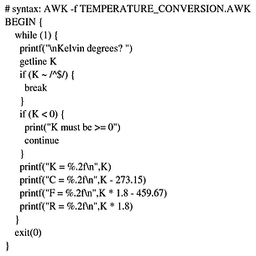 # syntax: AWK -f TEMPERATURE_CONVERSION.AWK
BEGIN {
while (1) {
printf("\nKelvin degrees? ")
getline K
if (K ~ /^$/) {
break
}
if (K < 0) {
print("K must be >= 0")
continue
}
printf("K = %.2f\n",K)
printf("C = %.2f\n",K - 273.15)
printf("F = %.2f\n",K * 1.8 - 459.67)
printf("R = %.2f\n",K * 1.8)
}
exit(0)
}